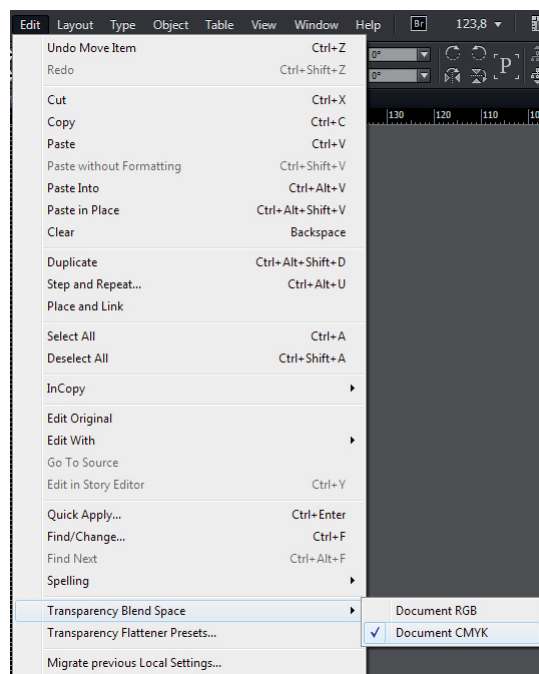 Edit Layout Type Object Table View Window Help Br 123,8
Undo Move Item Ctrl+Z
Redo Ctrl+Shift+Z
0°
0°
P
Cut Ctrl+X
Copy Ctrl+C
130 120 110 10
Paste Ctrl+V
Paste without Formatting Ctrl+Shift+V
Paste Into Ctrl+Alt+V
Paste in Place Ctrl+Alt+Shift+V
Clear Backspace
Duplicate Ctrl+Alt+Shift+D
Step and Repeat... Ctrl+Alt+U
Place and Link
Select All Ctrl+A
Deselect All Ctrl+Shift+A
InCopy
Edit Original
Edit With
Go To Source
Edit in Story Editor Ctrl+Y
Quick Apply... Ctrl+Enter
Find/Change... Ctrl+F
Find Next Ctrl+Alt+F
Spelling
Transparency Blend Space Document RGB
Transparency Flattener Presets... Document CMYK
Migrate previous Local Settings...